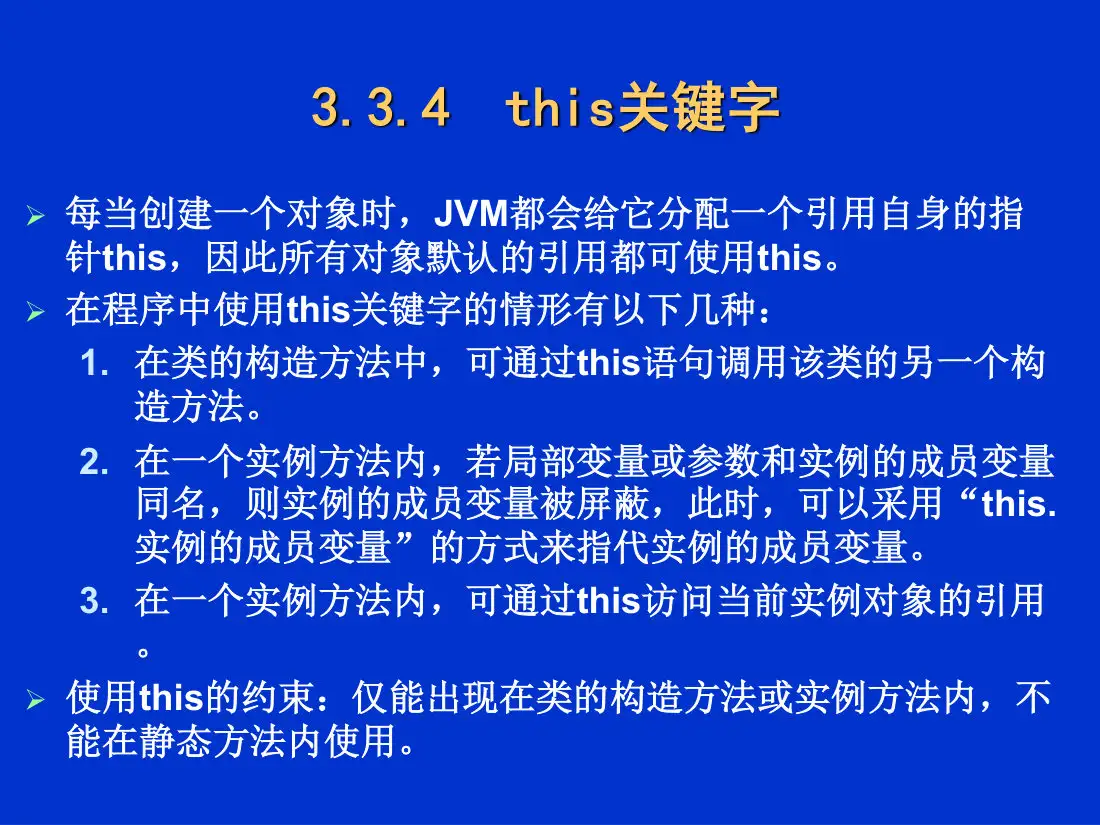 3.3.4 this关键字
每当创建一个对象时，JVM都会给它分配一个引用自身的指
针this，因此所有对象默认的引用都可使用this。
在程序中使用this关键字的情形有以下几种：
1. 在类的构造方法中，可通过this语句调用该类的另一个构
造方法。
2. 在一个实例方法内，若局部变量或参数和实例的成员变量
同名，则实例的成员变量被屏蔽，此时，可以采用“this.
实例的成员变量”的方式来指代实例的成员变量。
3. 在一个实例方法内，可通过this访问当前实例对象的引用
。
使用this的约束：仅能出现在类的构造方法或实例方法内，不
能在静态方法内使用。